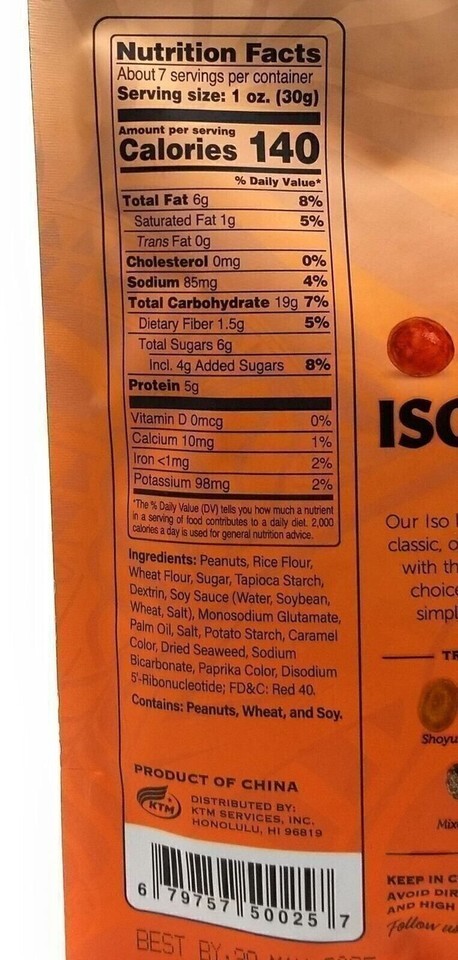 Nutrition Facts
About 7 servings per container
Serving size: 1 oz. (30g)
Amount per serving
Calories 140
% Daily Value*
Total Fat 6g 8%
Saturated Fat 1g 5%
Trans Fat 0g
Cholesterol 0mg 0%
Sodium 85mg 4%
Total Carbohydrate 19g 7%
Dietary Fiber 1.5g 5%
Total Sugars 6g
Incl. 4g Added Sugars 8%
Protein 5g
Vitamin D 0mcg 0%
Calcium 10mg 1%
Iron <1mg 2%
Potassium 98mg 2%
*The % Daily Value (DV) tells you how much a nutrient
in a serving of food contributes to a daily diet. 2,000
calories a day is used for general nutrition advice.
Ingredients: Peanuts, Rice Flour,
Wheat Flour, Sugar, Tapioca Starch,
Dextrin, Soy Sauce (Water, Soybean,
Wheat, Salt), Monosodium Glutamate,
Palm Oil, Salt, Potato Starch, Caramel
Color, Dried Seaweed, Sodium
Bicarbonate, Paprika Color, Disodium
5'-Ribonucleotide; FD&C: Red 40.
Contains: Peanuts, Wheat, and Soy.
PRODUCT OF CHINA
KTM
DISTRIBUTED BY:
KTM SERVICES, INC.
HONOLULU, HI 96819
6 79757 50025 7
BEST BY
ISO
Our Iso
classic,
with th
choice
simpl
TR
Shoyu
Mix
KEEP IN C
AVOID DIR
AND HIGH
Follow us